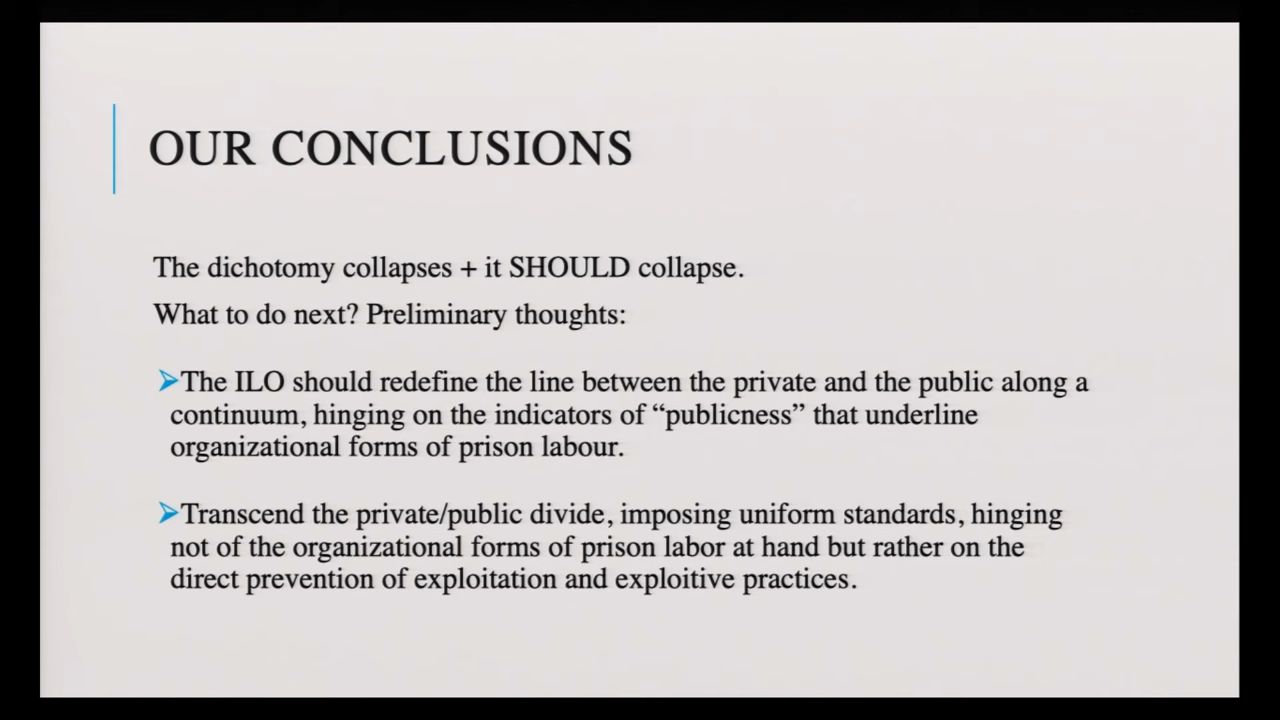 OUR CONCLUSIONS
The dichotomy collapses + it SHOULD collapse.
What to do next? Preliminary thoughts:
➢The ILO should redefine the line between the private and the public along a
continuum, hinging on the indicators of “publicness” that underline
organizational forms of prison labour.
➢Transcend the private/public divide, imposing uniform standards, hinging
not of the organizational forms of prison labor at hand but rather on the
direct prevention of exploitation and exploitive practices.